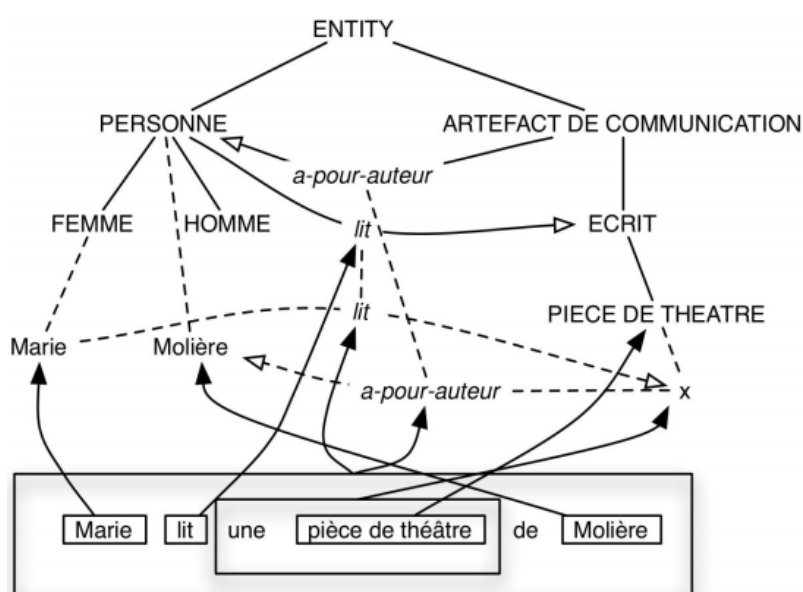 ENTITY
PERSONNE ARTEFACT DE COMMUNICATION
a-pour-auteur
FEMME HOMME lit ECRIT
lit PIECE DE THEATRE
Marie Molière
a-pour-auteur x
Marie lit une pièce de théâtre de Molière